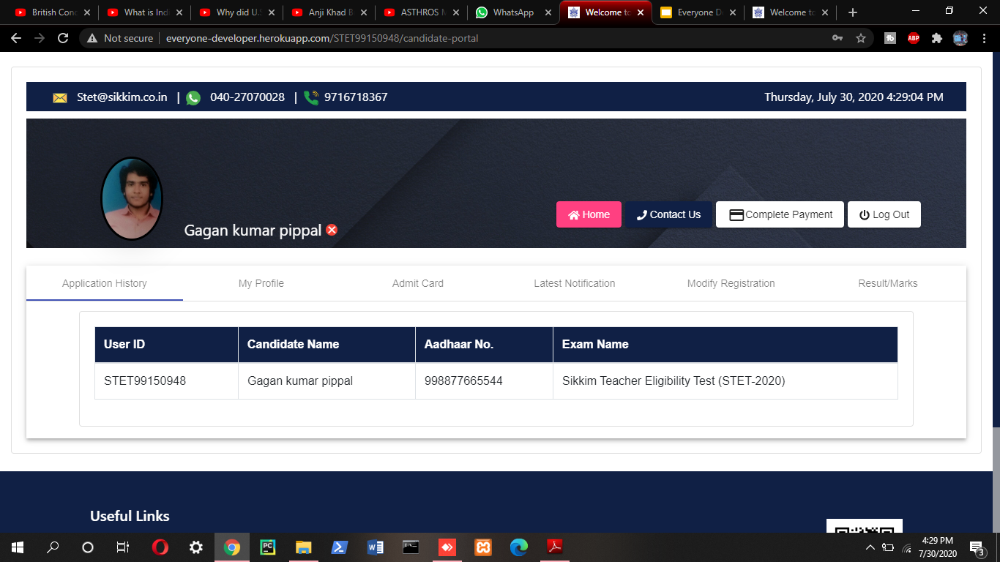 British Con
What is Ind
Why did U.S
Anji Khad B
ASTHROS M
WhatsApp
Welcome to
Everyone D
Welcome to
Not secure
everyone-developer.herokuapp.com/STET99150948/candidate-portal
Stet@sikkim.co.in | 040-27070028 | 9716718367
Thursday, July 30, 2020 4:29:04 PM
Gagan kumar pippal
Home
Contact Us
Complete Payment
Log Out
Application History
My Profile
Admit Card
Latest Notification
Modify Registration
Result/Marks
User ID Candidate Name Aadhaar No. Exam Name
STET99150948 Gagan kumar pippal 998877665544 Sikkim Teacher Eligibility Test (STET-2020)
Useful Links
4:29 PM
7/30/2020
3